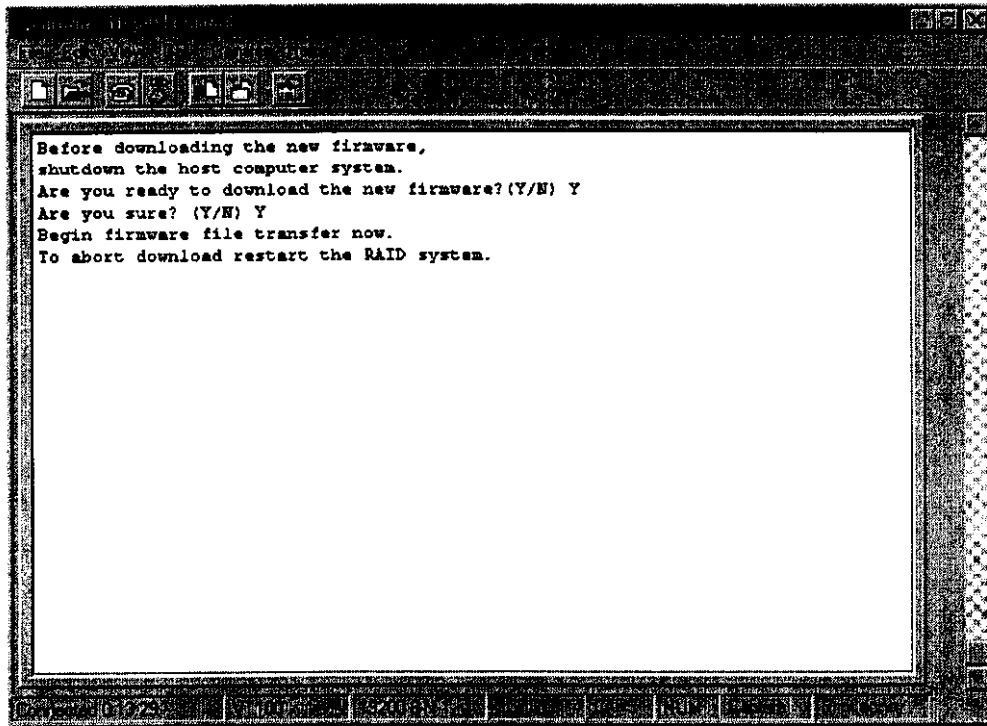 Before downloading the new firmware,
shutdown the host computer system.
Are you ready to download the new firmware?(Y/N) Y
Are you sure? (Y/N) Y
Begin firmware file transfer now.
To abort download restart the RAID system.